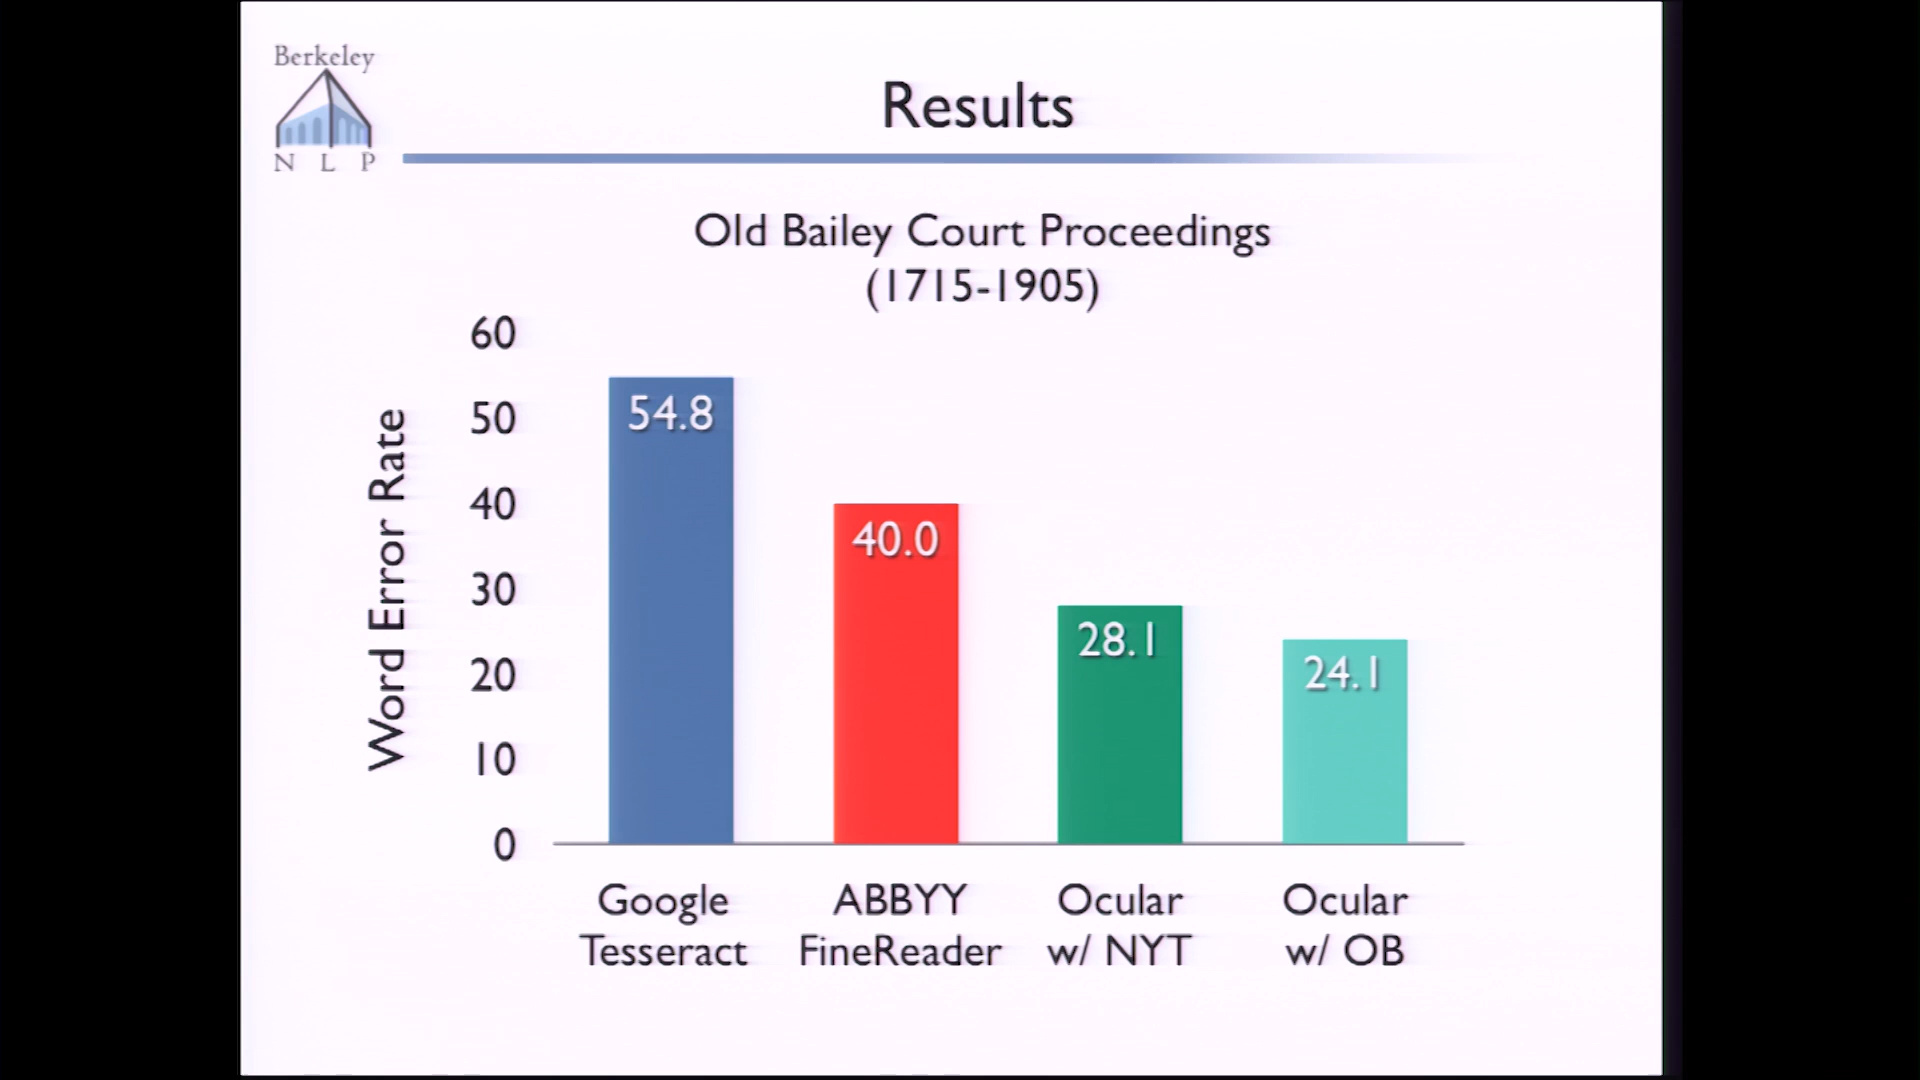 Berkeley
N L P
Results
Old Bailey Court Proceedings
(1715-1905)
Word Error Rate
60
50
40
30
20
10
0
54.8
40.0
28.1
24.1
Google
Tesseract
ABBYY
FineReader
Ocular
w/ NYT
Ocular
w/ OB